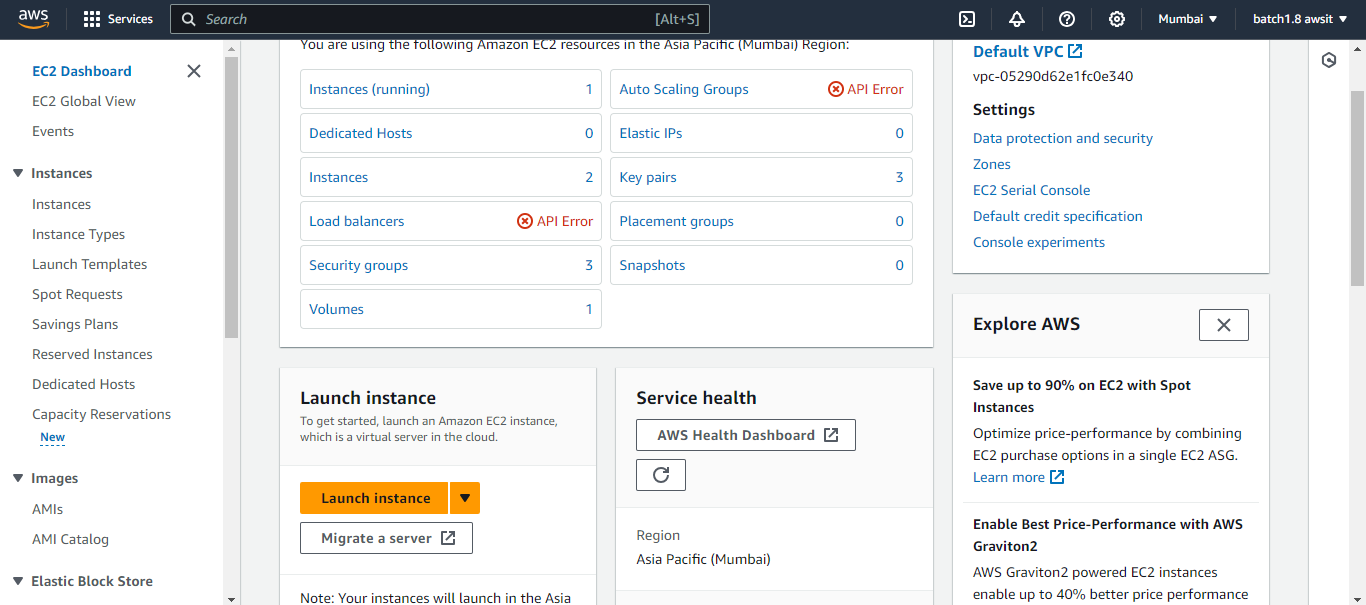 aws
Services
Search
[Alt+S]
Mumbai
batch1.8 awsit
EC2 Dashboard
EC2 Global View
Events
Instances
Instances
Instance Types
Launch Templates
Spot Requests
Savings Plans
Reserved Instances
Dedicated Hosts
Capacity Reservations
New
Images
AMIs
AMI Catalog
Elastic Block Store
You are using the following Amazon EC2 resources in the Asia Pacific (Mumbai) Region:
Instances (running) 1
Auto Scaling Groups API Error
Dedicated Hosts 0
Elastic IPs 0
Instances 2
Key pairs 3
Load balancers API Error
Placement groups 0
Security groups 3
Snapshots 0
Volumes 1
Launch instance
To get started, launch an Amazon EC2 instance,
which is a virtual server in the cloud.
Launch instance
Migrate a server
Note: Your instances will launch in the Asia
Service health
AWS Health Dashboard
Region
Asia Pacific (Mumbai)
Default VPC
vpc-05290d62e1fc0e340
Settings
Data protection and security
Zones
EC2 Serial Console
Default credit specification
Console experiments
Explore AWS
Save up to 90% on EC2 with Spot
Instances
Optimize price-performance by combining
EC2 purchase options in a single EC2 ASG.
Learn more
Enable Best Price-Performance with AWS
Graviton2
AWS Graviton2 powered EC2 instances
enable up to 40% better price performance